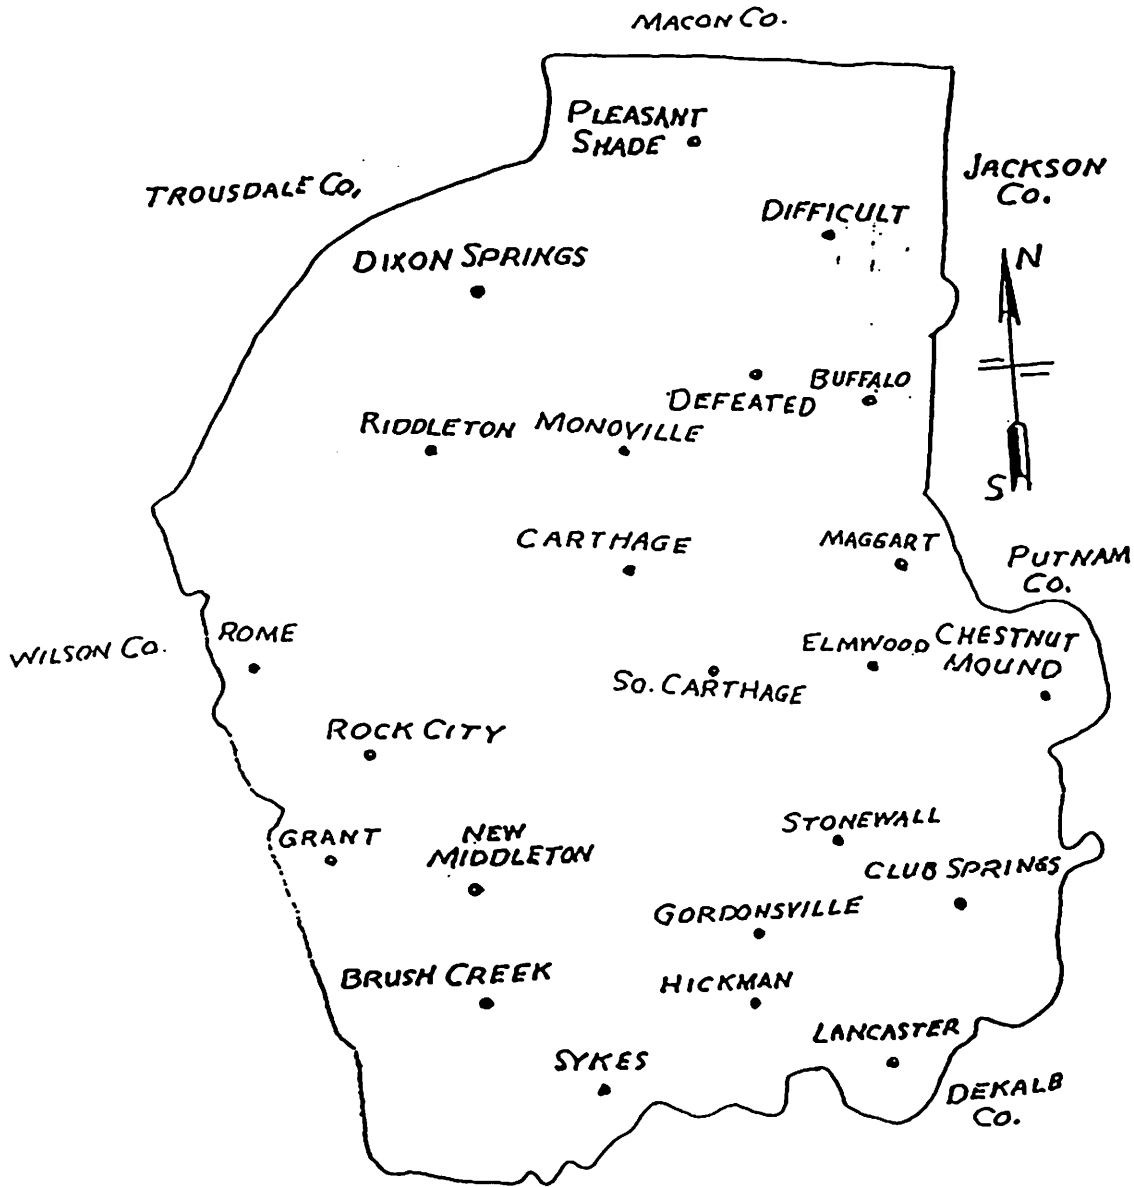 MACON CO.
PLEASANT
SHADE
JACKSON
CO.
TROUSDALE CO.
DIFFICULT
DIXON SPRINGS
N
BUFFALO
DEFEATED
RIDDLETON
MONOVILLE
S
CARTHAGE
MAGGART
PUTNAM
CO.
ROME
WILSON CO.
ELMWOOD
CHESTNUT
MOUND
SO. CARTHAGE
ROCK CITY
STONEWALL
GRANT
NEW
MIDDLETON
CLUB SPRINGS
GORDONSVILLE
BRUSH CREEK
HICKMAN
LANCASTER
SYKES
DEKALB
CO.